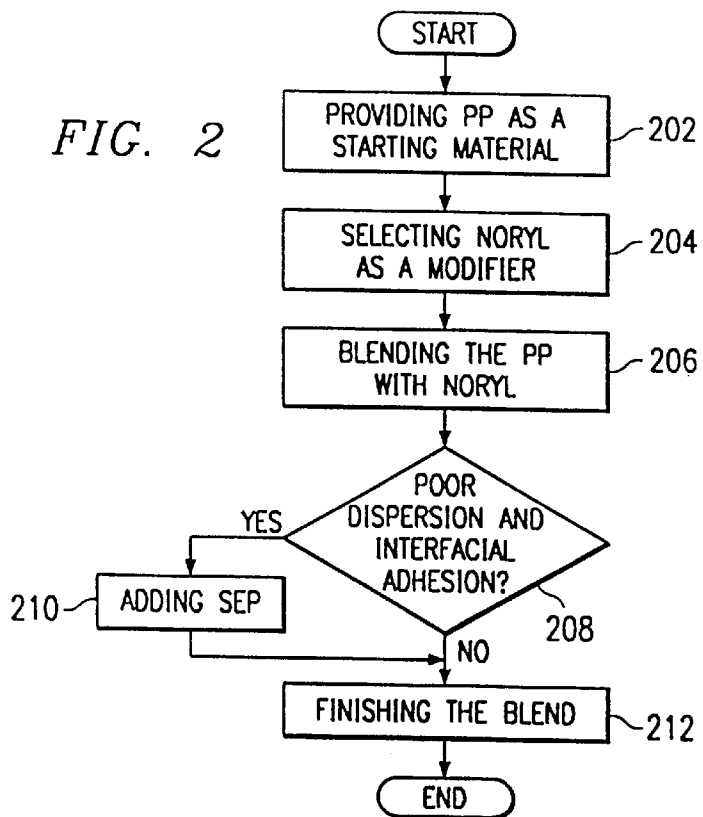 START
FIG. 2
PROVIDING PP AS A
STARTING MATERIAL
202
SELECTING NORYL
AS A MODIFIER
204
BLENDING THE PP
WITH NORYL
206
POOR
DISPERSION AND
INTERFACIAL
ADHESION?
YES
208
210
ADDING SEP
NO
FINISHING THE BLEND
212
END